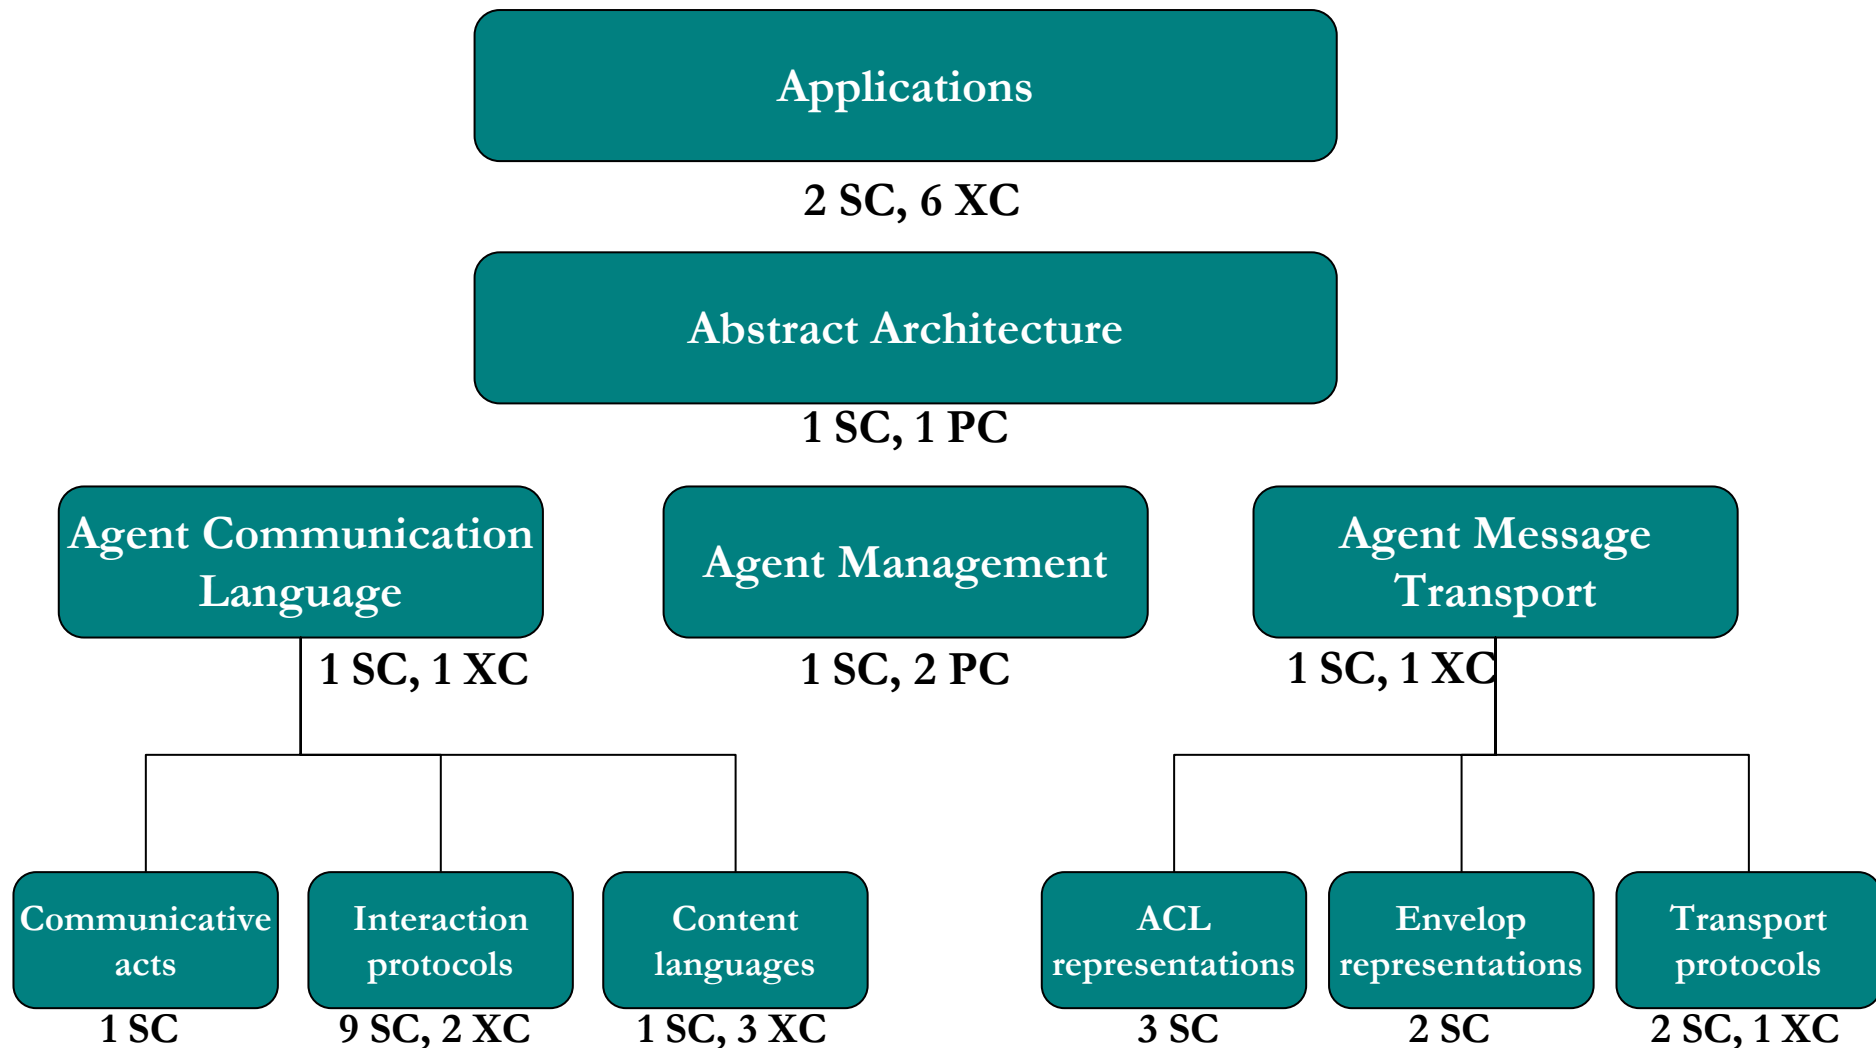 Applications
2 SC, 6 XC
Abstract Architecture
1 SC, 1 PC
Agent Communication
Language
1 SC, 1 XC
Agent Management
1 SC, 2 PC
Agent Message
Transport
1 SC, 1 XC
Communicative
acts
1 SC
Interaction
protocols
9 SC, 2 XC
Content
languages
1 SC, 3 XC
ACL
representations
3 SC
Envelop
representations
2 SC
Transport
protocols
2 SC, 1 XC